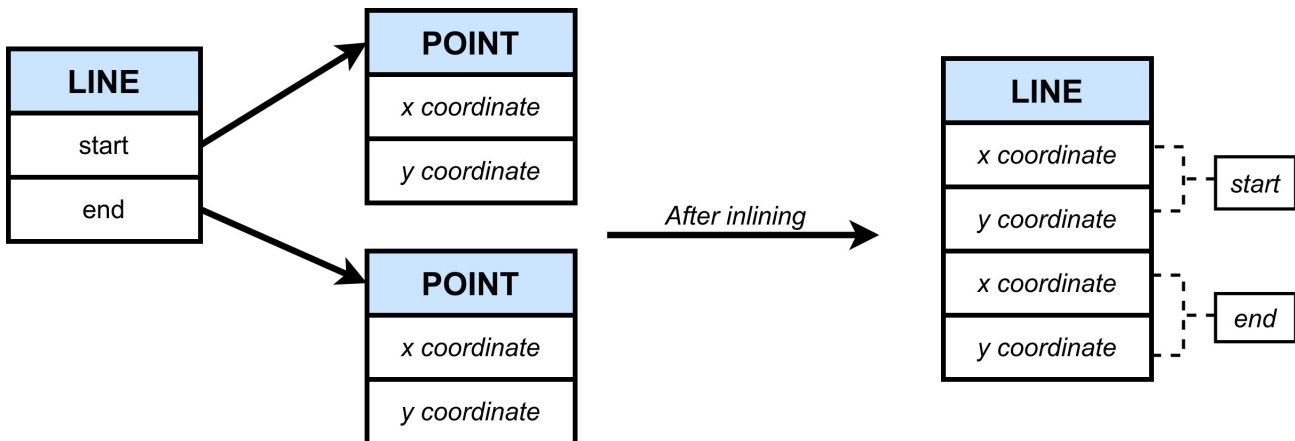 LINE
start
end
POINT
x coordinate
y coordinate
POINT
x coordinate
y coordinate
After inlining
LINE
x coordinate
y coordinate
x coordinate
y coordinate
start
end